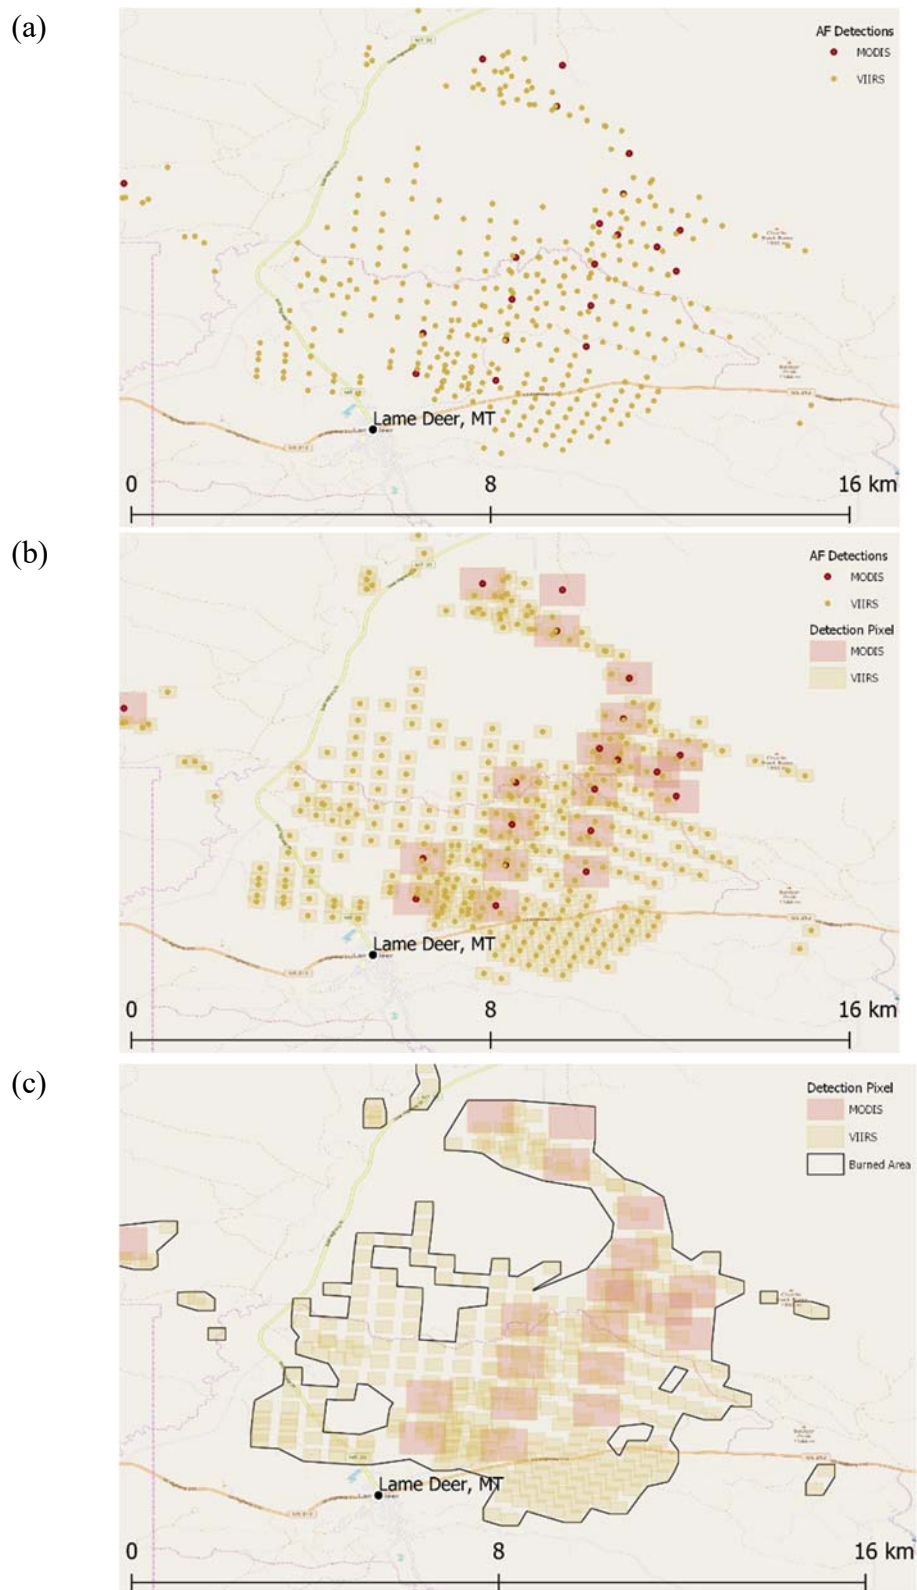 (a)
AF Detections
MODIS
VIIRS
Lame Deer, MT
0 8 16 km
(b)
AF Detections
MODIS
VIIRS
Detection Pixel
MODIS
VIIRS
Lame Deer, MT
0 8 16 km
(c)
Detection Pixel
MODIS
VIIRS
Burned Area
Lame Deer, MT
0 8 16 km